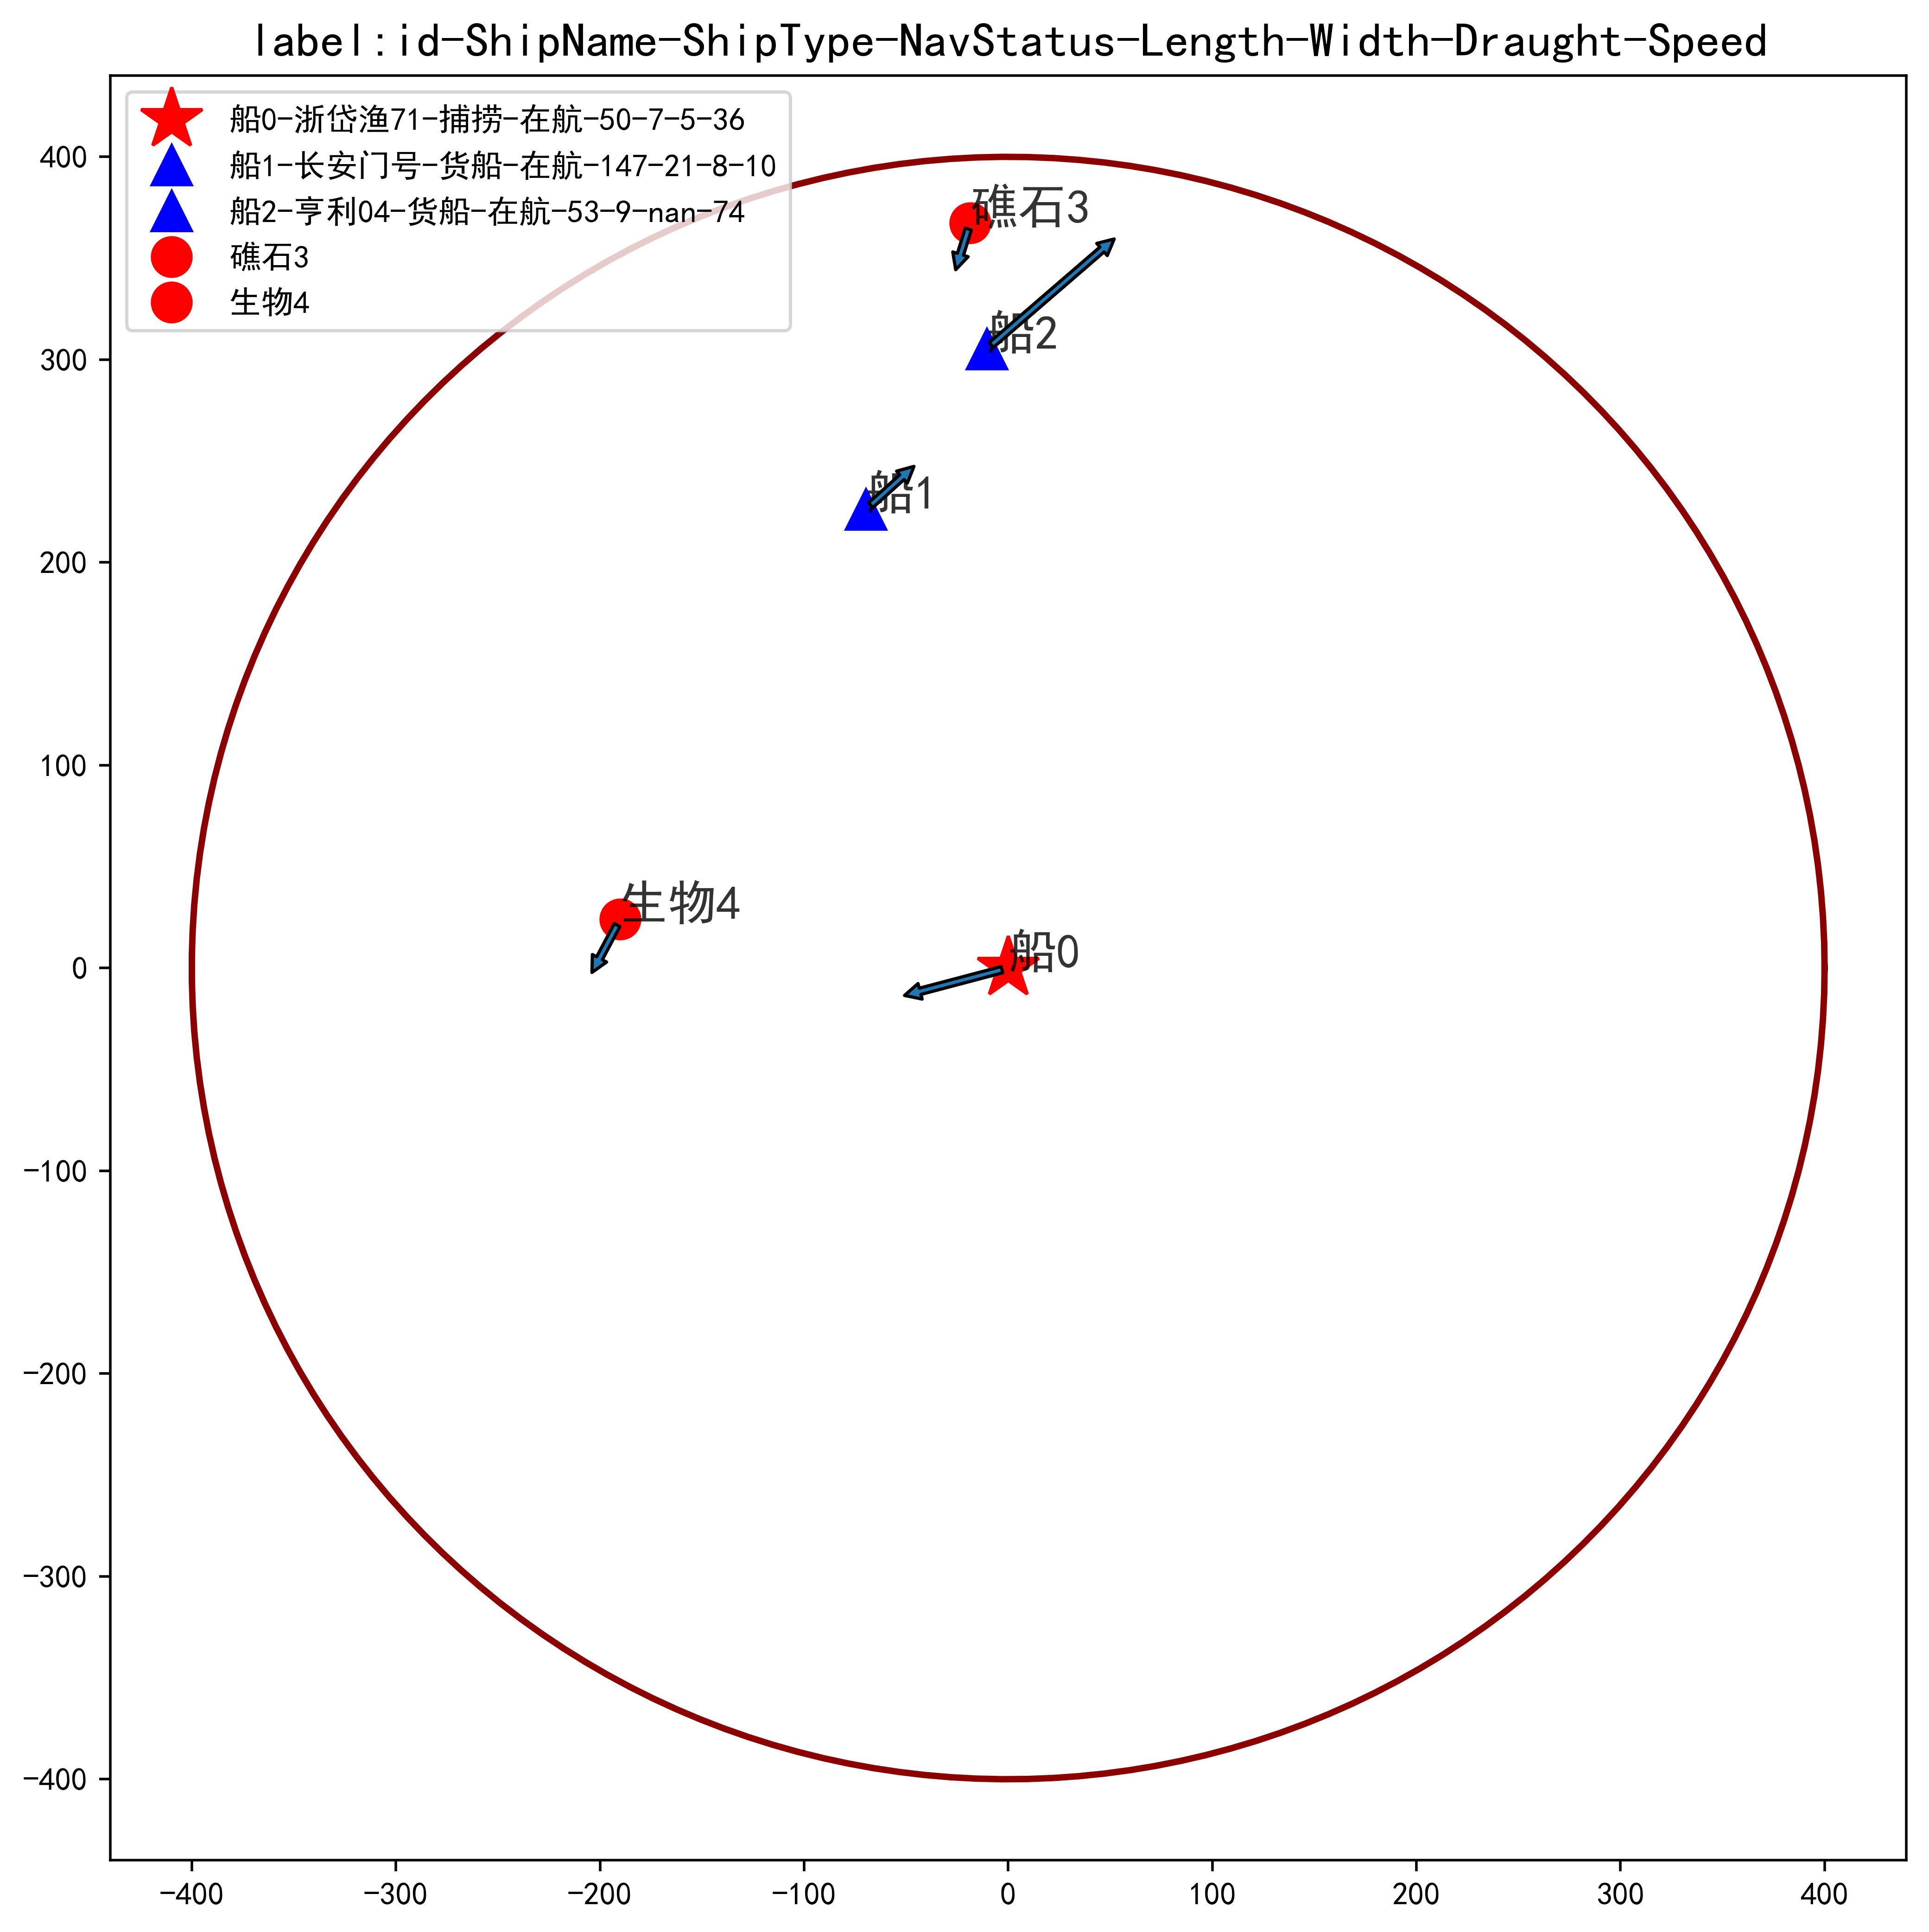 label:id-ShipName-ShipType-NavStatus-Length-Width-Draught-Speed
船0-浙岱渔71-捕捞-在航-50-7-5-36
船1-长安门号-货船-在航-147-21-8-10
船2-亨利04-货船-在航-53-9-nan-74
礁石3
生物4
礁石3
船2
船1
生物4
船0
400
300
200
100
0
−100
−200
−300
−400
−400 −300 −200 −100 0 100 200 300 400